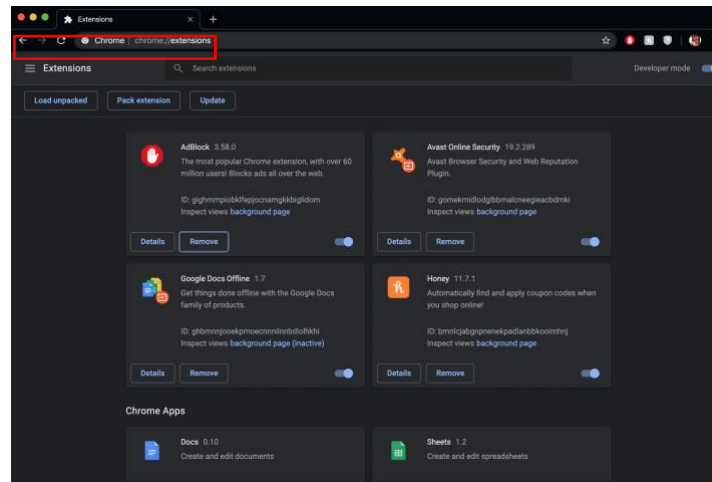 Extensions
Chrome | chrome://extensions
Extensions
Search extensions
Developer mode
Load unpacked
Pack extension
Update
AdBlock 3.58.0
The most popular Chrome extension, with over 60
million users! Blocks ads all over the web.
ID: gighmmpiobklfepjocnamgkkbiglidom
Inspect views background page
Details
Remove
Avast Online Security 19.2.289
Avast Browser Security and Web Reputation
Plugin.
ID: gomekmidlodglbbmalcneegieacbdmki
Inspect views background page
Details
Remove
Google Docs Offline 1.7
Get things done offline with the Google Docs
family of products.
ID: ghbmnnjooekpmoecnnnilnnbdlolhkhi
Inspect views background page (Inactive)
Details
Remove
Honey 11.7.1
Automatically find and apply coupon codes when
you shop online!
ID: bmnlcjabgnpnenekpadlanbbkooimhnj
Inspect views background page
Details
Remove
Chrome Apps
Docs 0.10
Create and edit documents
Sheets 1.2
Create and edit spreadsheets